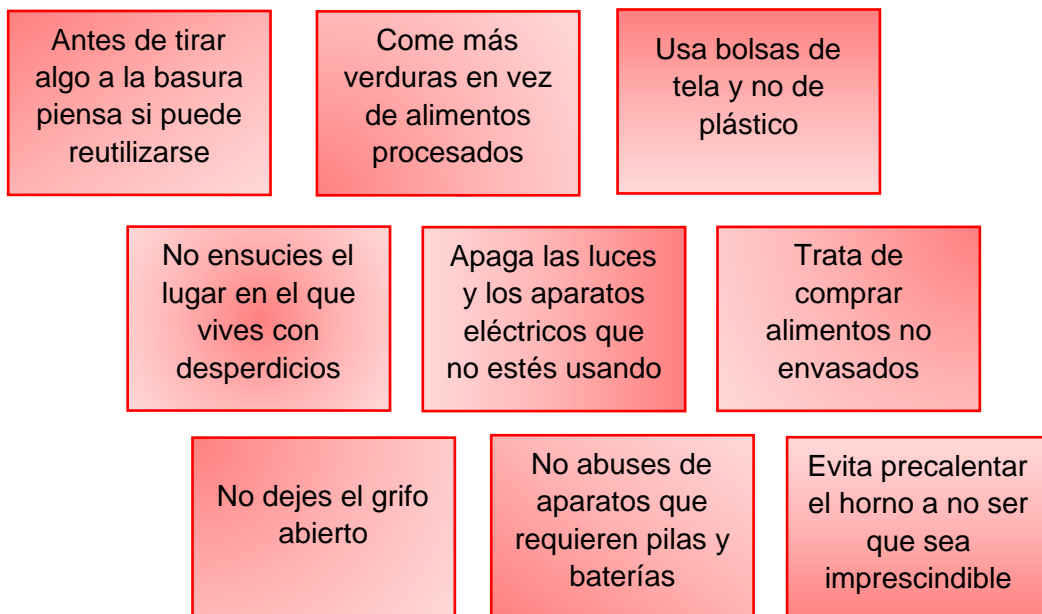 Antes de tirar
algo a la basura
piensa si puede
reutilizarse
Come más
verduras en vez
de alimentos
procesados
Usa bolsas de
tela y no de
plástico
No ensucies el
lugar en el que
vives con
desperdicios
Apaga las luces
y los aparatos
eléctricos que
no estés usando
Trata de
comprar
alimentos no
envasados
No dejes el grifo
abierto
No abuses de
aparatos que
requieren pilas y
baterías
Evita precalentar
el horno a no ser
que sea
imprescindible